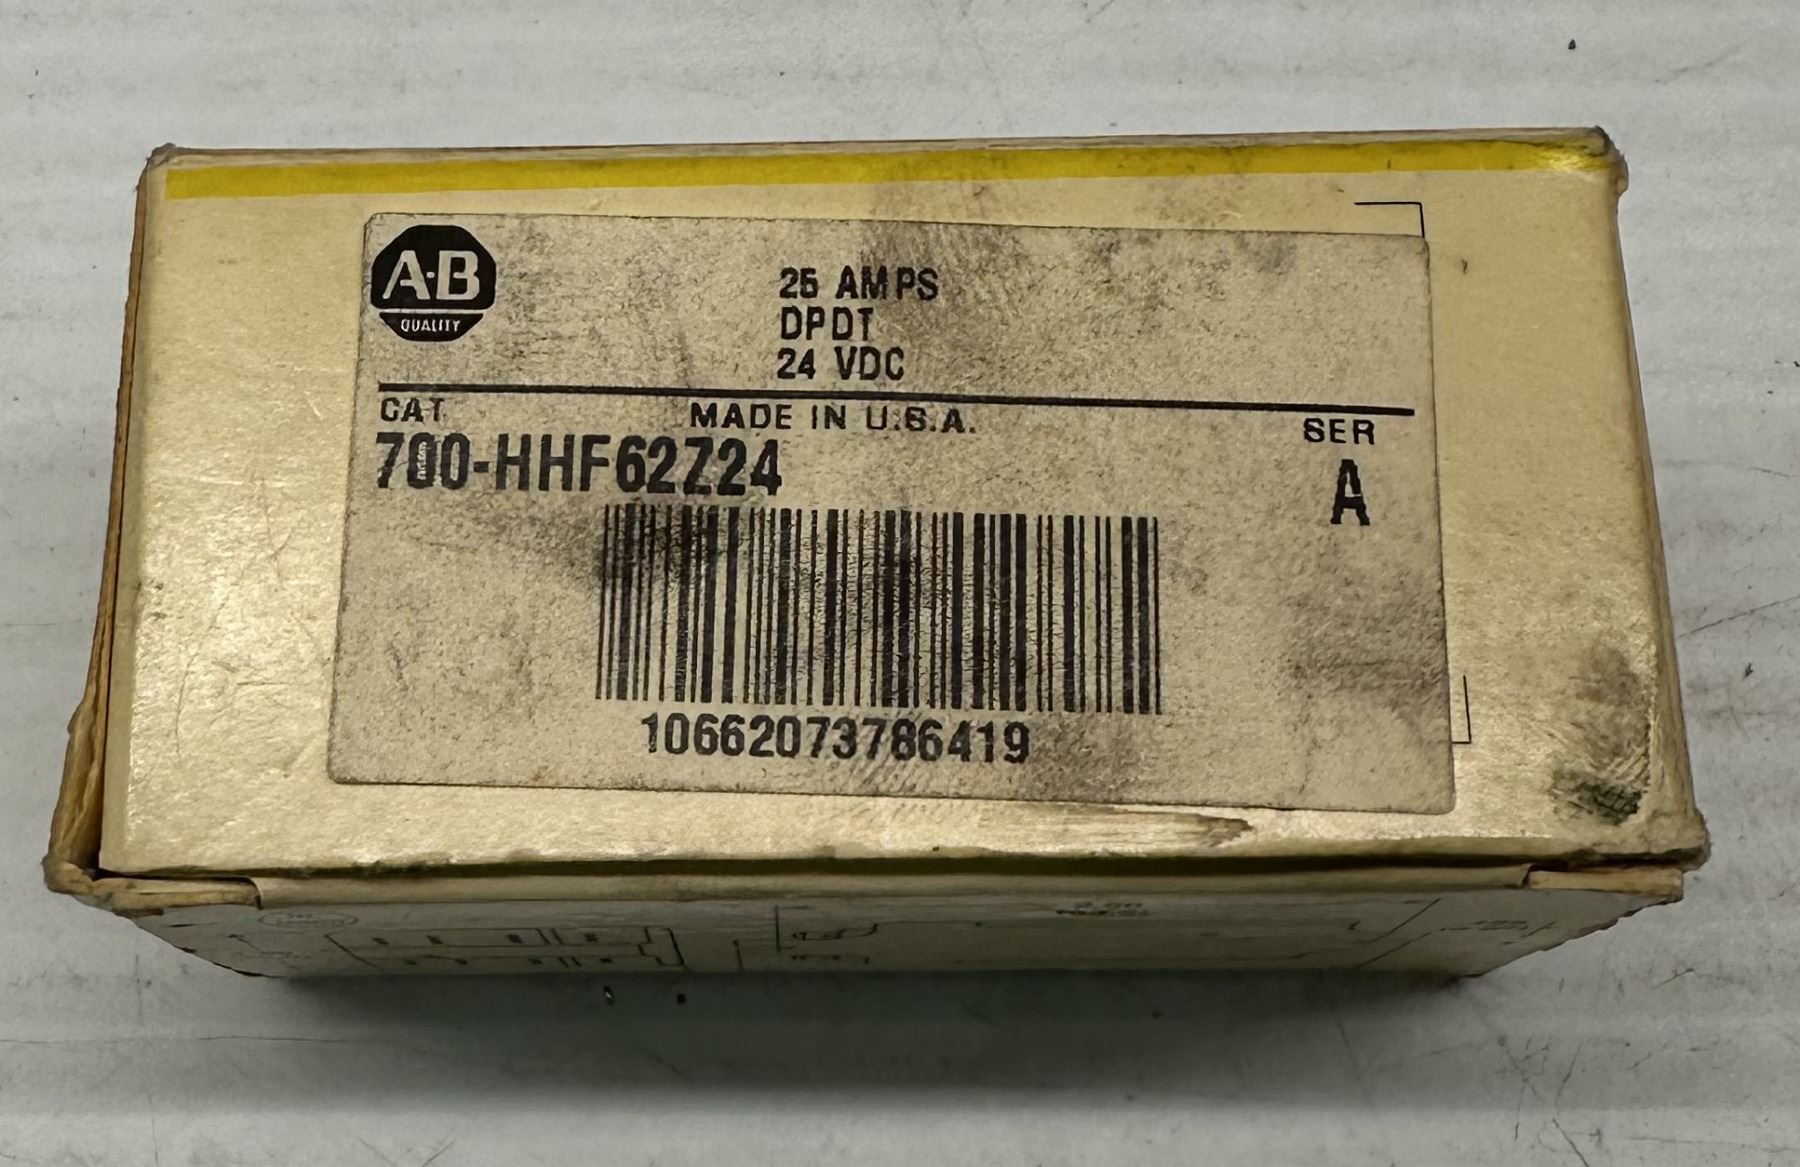 A-B
QUALITY
25 AMPS
DPDT
24 VDC
CAT
MADE IN U.S.A.
SER
700-HHF62Z24
A
10662073786419